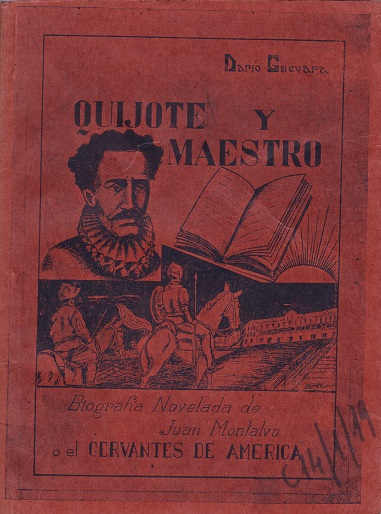 Darío Guevara
QUIJOTE Y
MAESTRO
Biografía Novelada de
Juan Montalvo
o el CERVANTES DE AMERICA